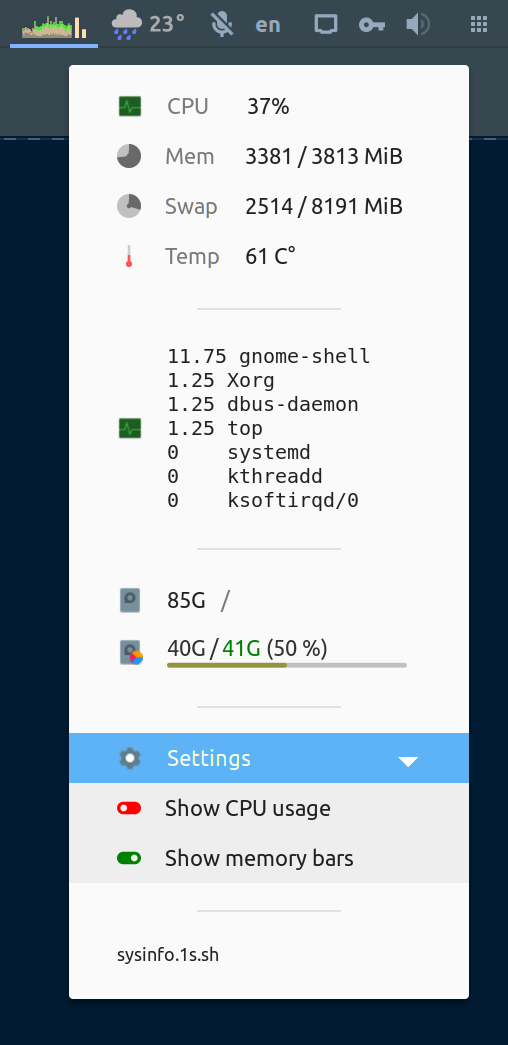 23° en
CPU 37%
Mem 3381 / 3813 MiB
Swap 2514 / 8191 MiB
Temp 61 C°
11.75 gnome-shell
1.25 Xorg
1.25 dbus-daemon
1.25 top
0 systemd
0 kthreadd
0 ksoftirqd/0
85G /
40G / 41G (50 %)
Settings
Show CPU usage
Show memory bars
sysinfo.1s.sh